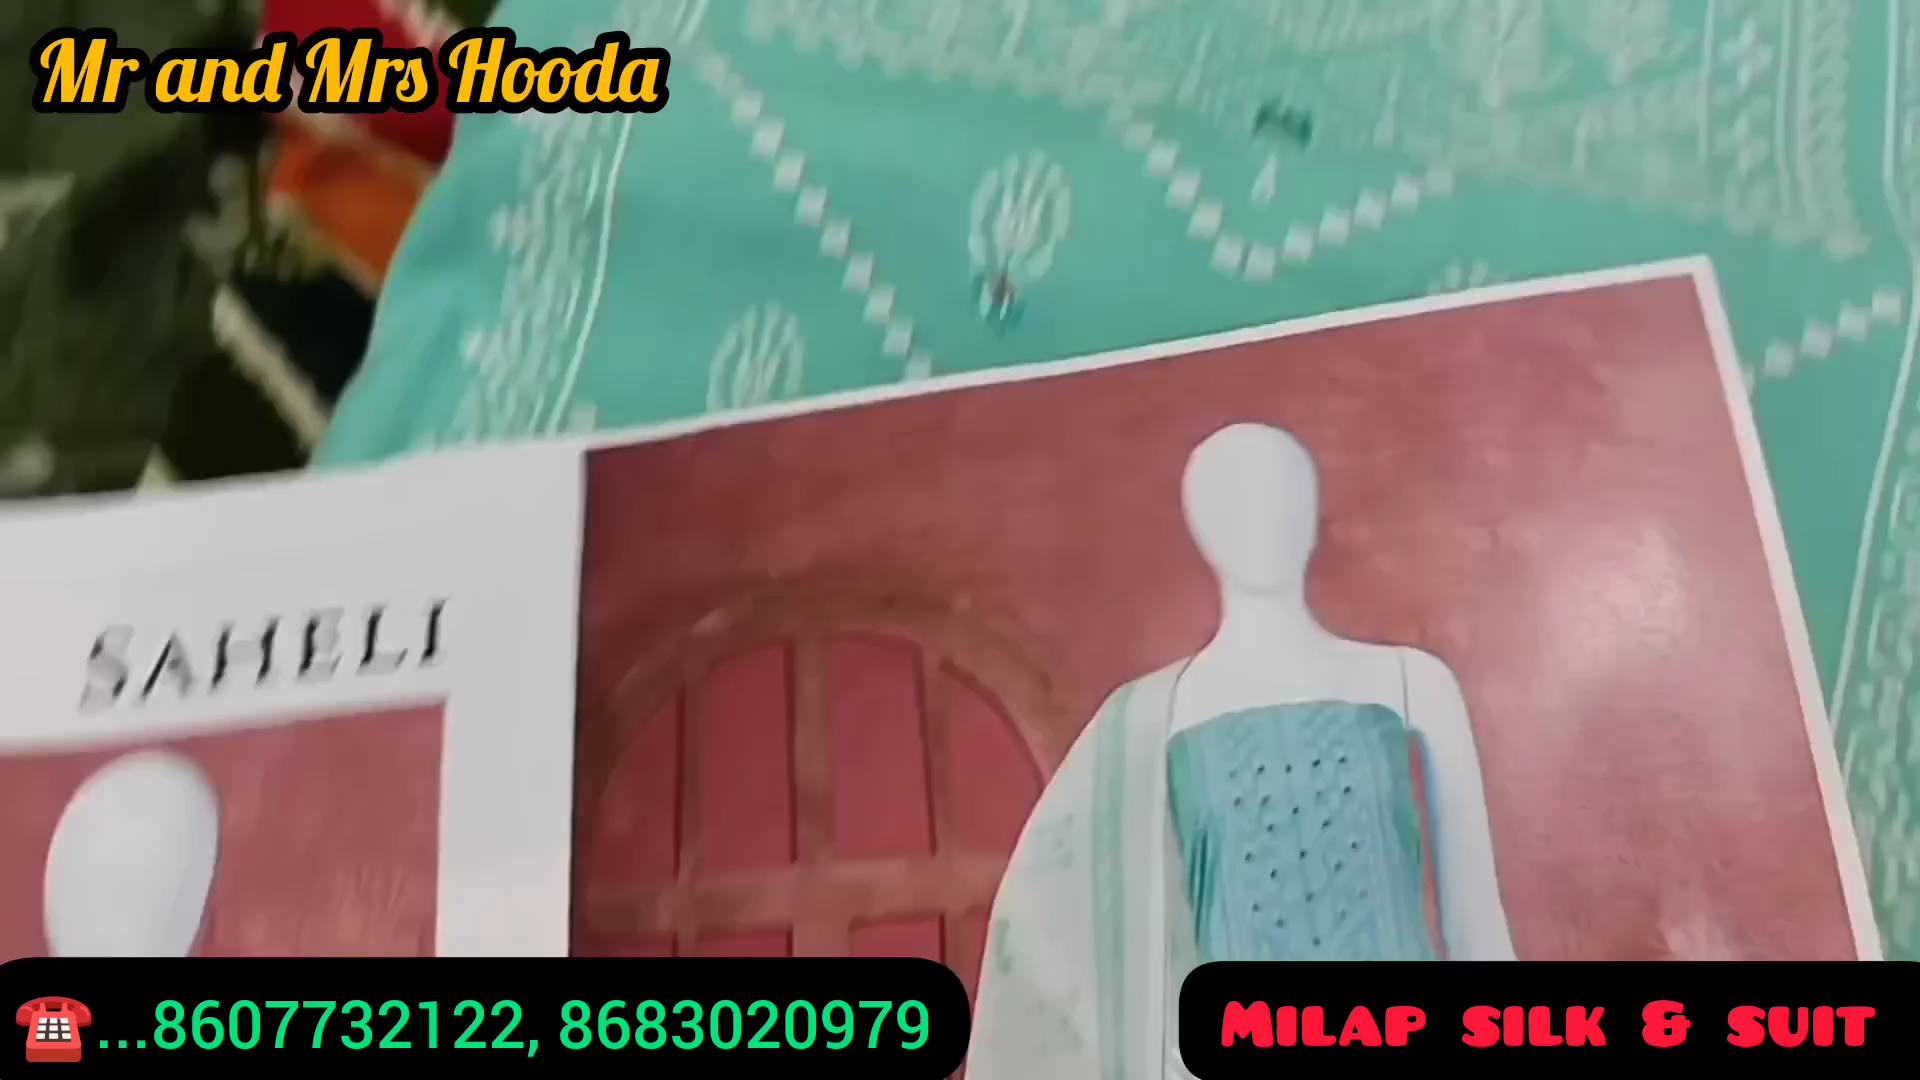 Mr and Mrs Hooda
SAHELI
☎️...8607732122, 8683020979
MILAP SILK & SUIT